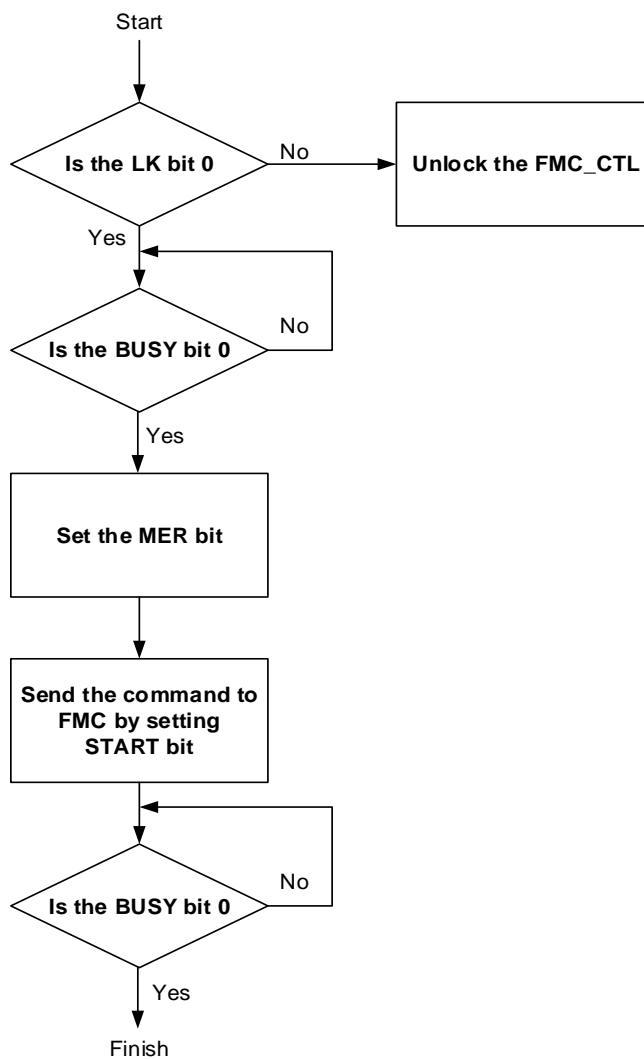 Start
Is the LK bit 0
No
Unlock the FMC_CTL
Yes
Is the BUSY bit 0
No
Yes
Set the MER bit
Send the command to
FMC by setting
START bit
Is the BUSY bit 0
No
Yes
Finish